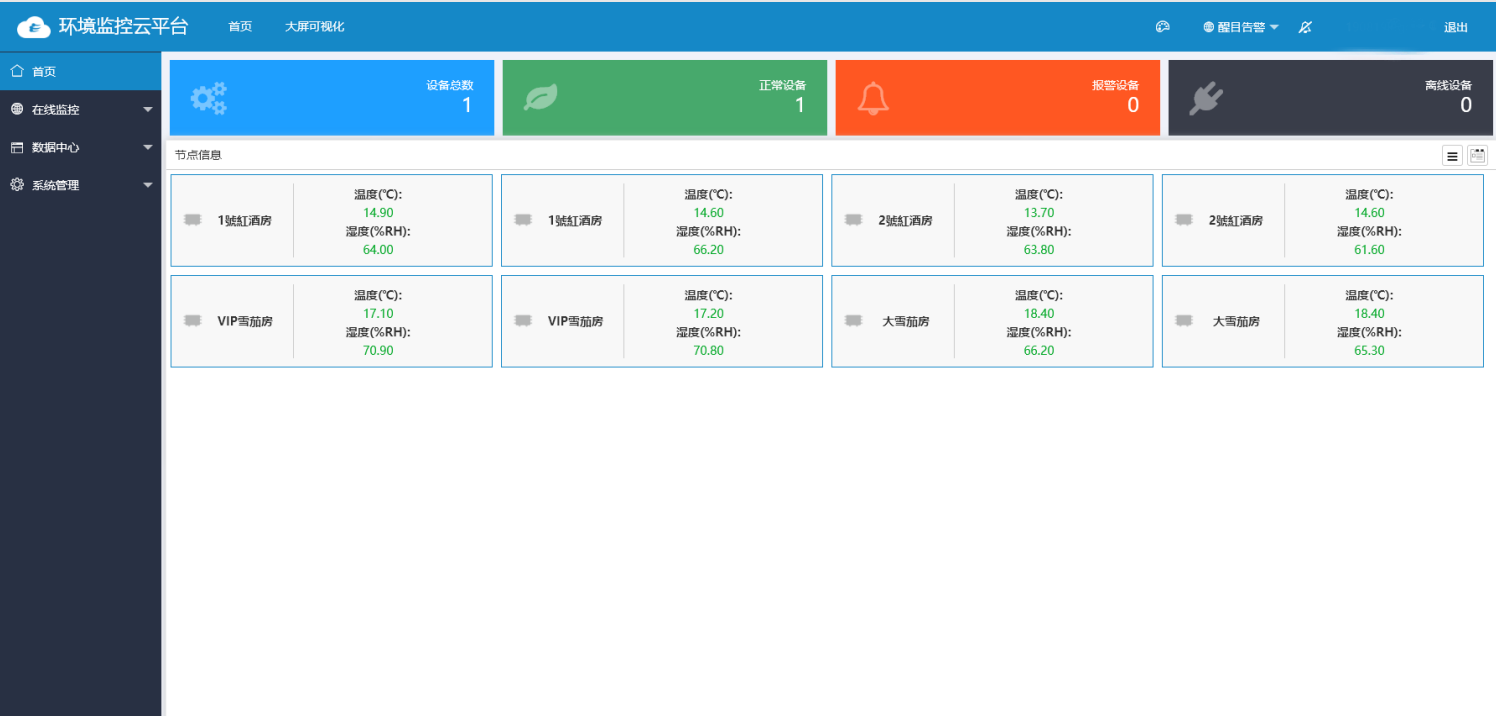 环境监控云平台 首页 大屏可视化 醒目告警 退出
首页
在线监控
数据中心
系统管理
设备总数
1
正常设备
1
报警设备
0
离线设备
0
节点信息
1號紅酒房
温度(℃):
14.90
湿度(%RH):
64.00
1號紅酒房
温度(℃):
14.60
湿度(%RH):
66.20
2號紅酒房
温度(℃):
13.70
湿度(%RH):
63.80
2號紅酒房
温度(℃):
14.60
湿度(%RH):
61.60
VIP雪茄房
温度(℃):
17.10
湿度(%RH):
70.90
VIP雪茄房
温度(℃):
17.20
湿度(%RH):
70.80
大雪茄房
温度(℃):
18.40
湿度(%RH):
66.20
大雪茄房
温度(℃):
18.40
湿度(%RH):
65.30